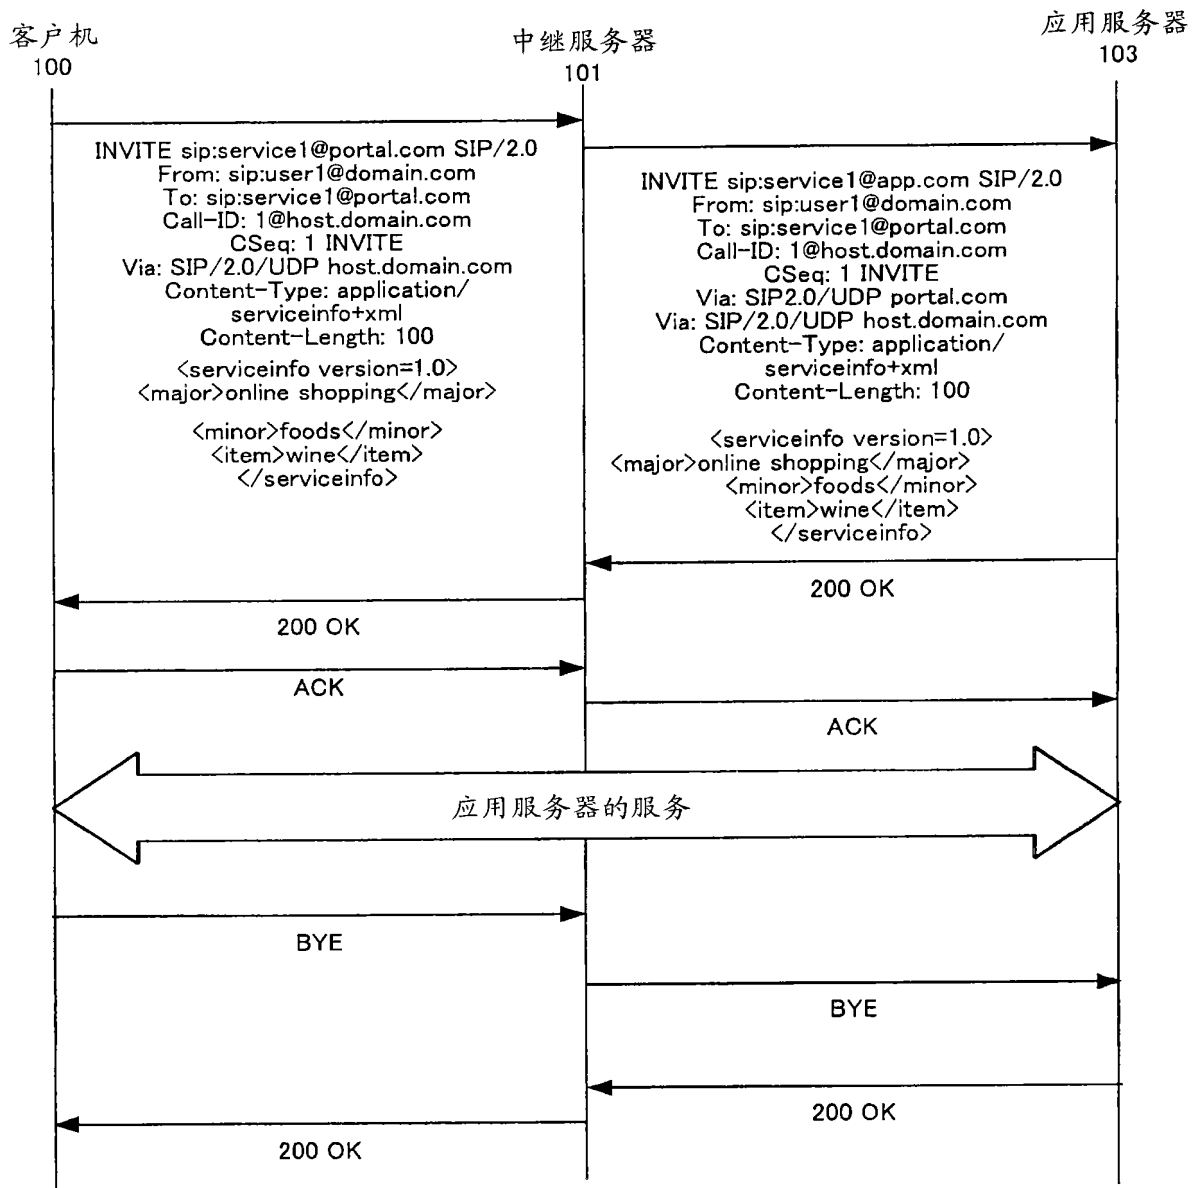 客户机
100
中继服务器
101
应用服务器
103
INVITE sip:service1@portal.com SIP/2.0
From: sip:user1@domain.com
To: sip:service1@portal.com
Call-ID: 1@host.domain.com
CSeq: 1 INVITE
Via: SIP/2.0/UDP host.domain.com
Content-Type: application/
serviceinfo+xml
Content-Length: 100
<serviceinfo version=1.0>
<major>online shopping</major>
<minor>foods</minor>
<item>wine</item>
</serviceinfo>
INVITE sip:service1@app.com SIP/2.0
From: sip:user1@domain.com
To: sip:service1@portal.com
Call-ID: 1@host.domain.com
CSeq: 1 INVITE
Via: SIP2.0/UDP portal.com
Via: SIP/2.0/UDP host.domain.com
Content-Type: application/
serviceinfo+xml
Content-Length: 100
<serviceinfo version=1.0>
<major>online shopping</major>
<minor>foods</minor>
<item>wine</item>
</serviceinfo>
200 OK
200 OK
ACK
ACK
应用服务器的服务
BYE
BYE
200 OK
200 OK